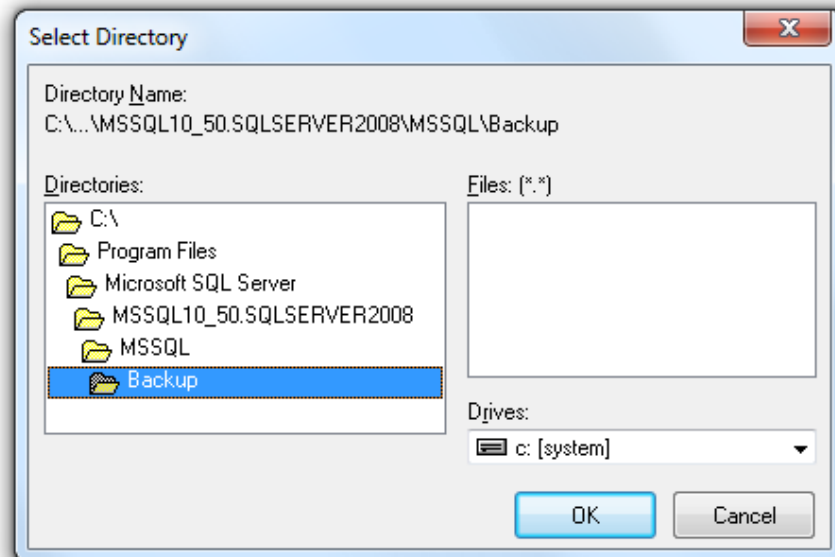 Select Directory
Directory Name:
C:\...\MSSQL10_50.SQLSERVER2008\MSSQL\Backup
Directories:
C:\
Program Files
Microsoft SQL Server
MSSQL10_50.SQLSERVER2008
MSSQL
Backup
Files: (*.*)
Drives:
c: [system]
OK
Cancel